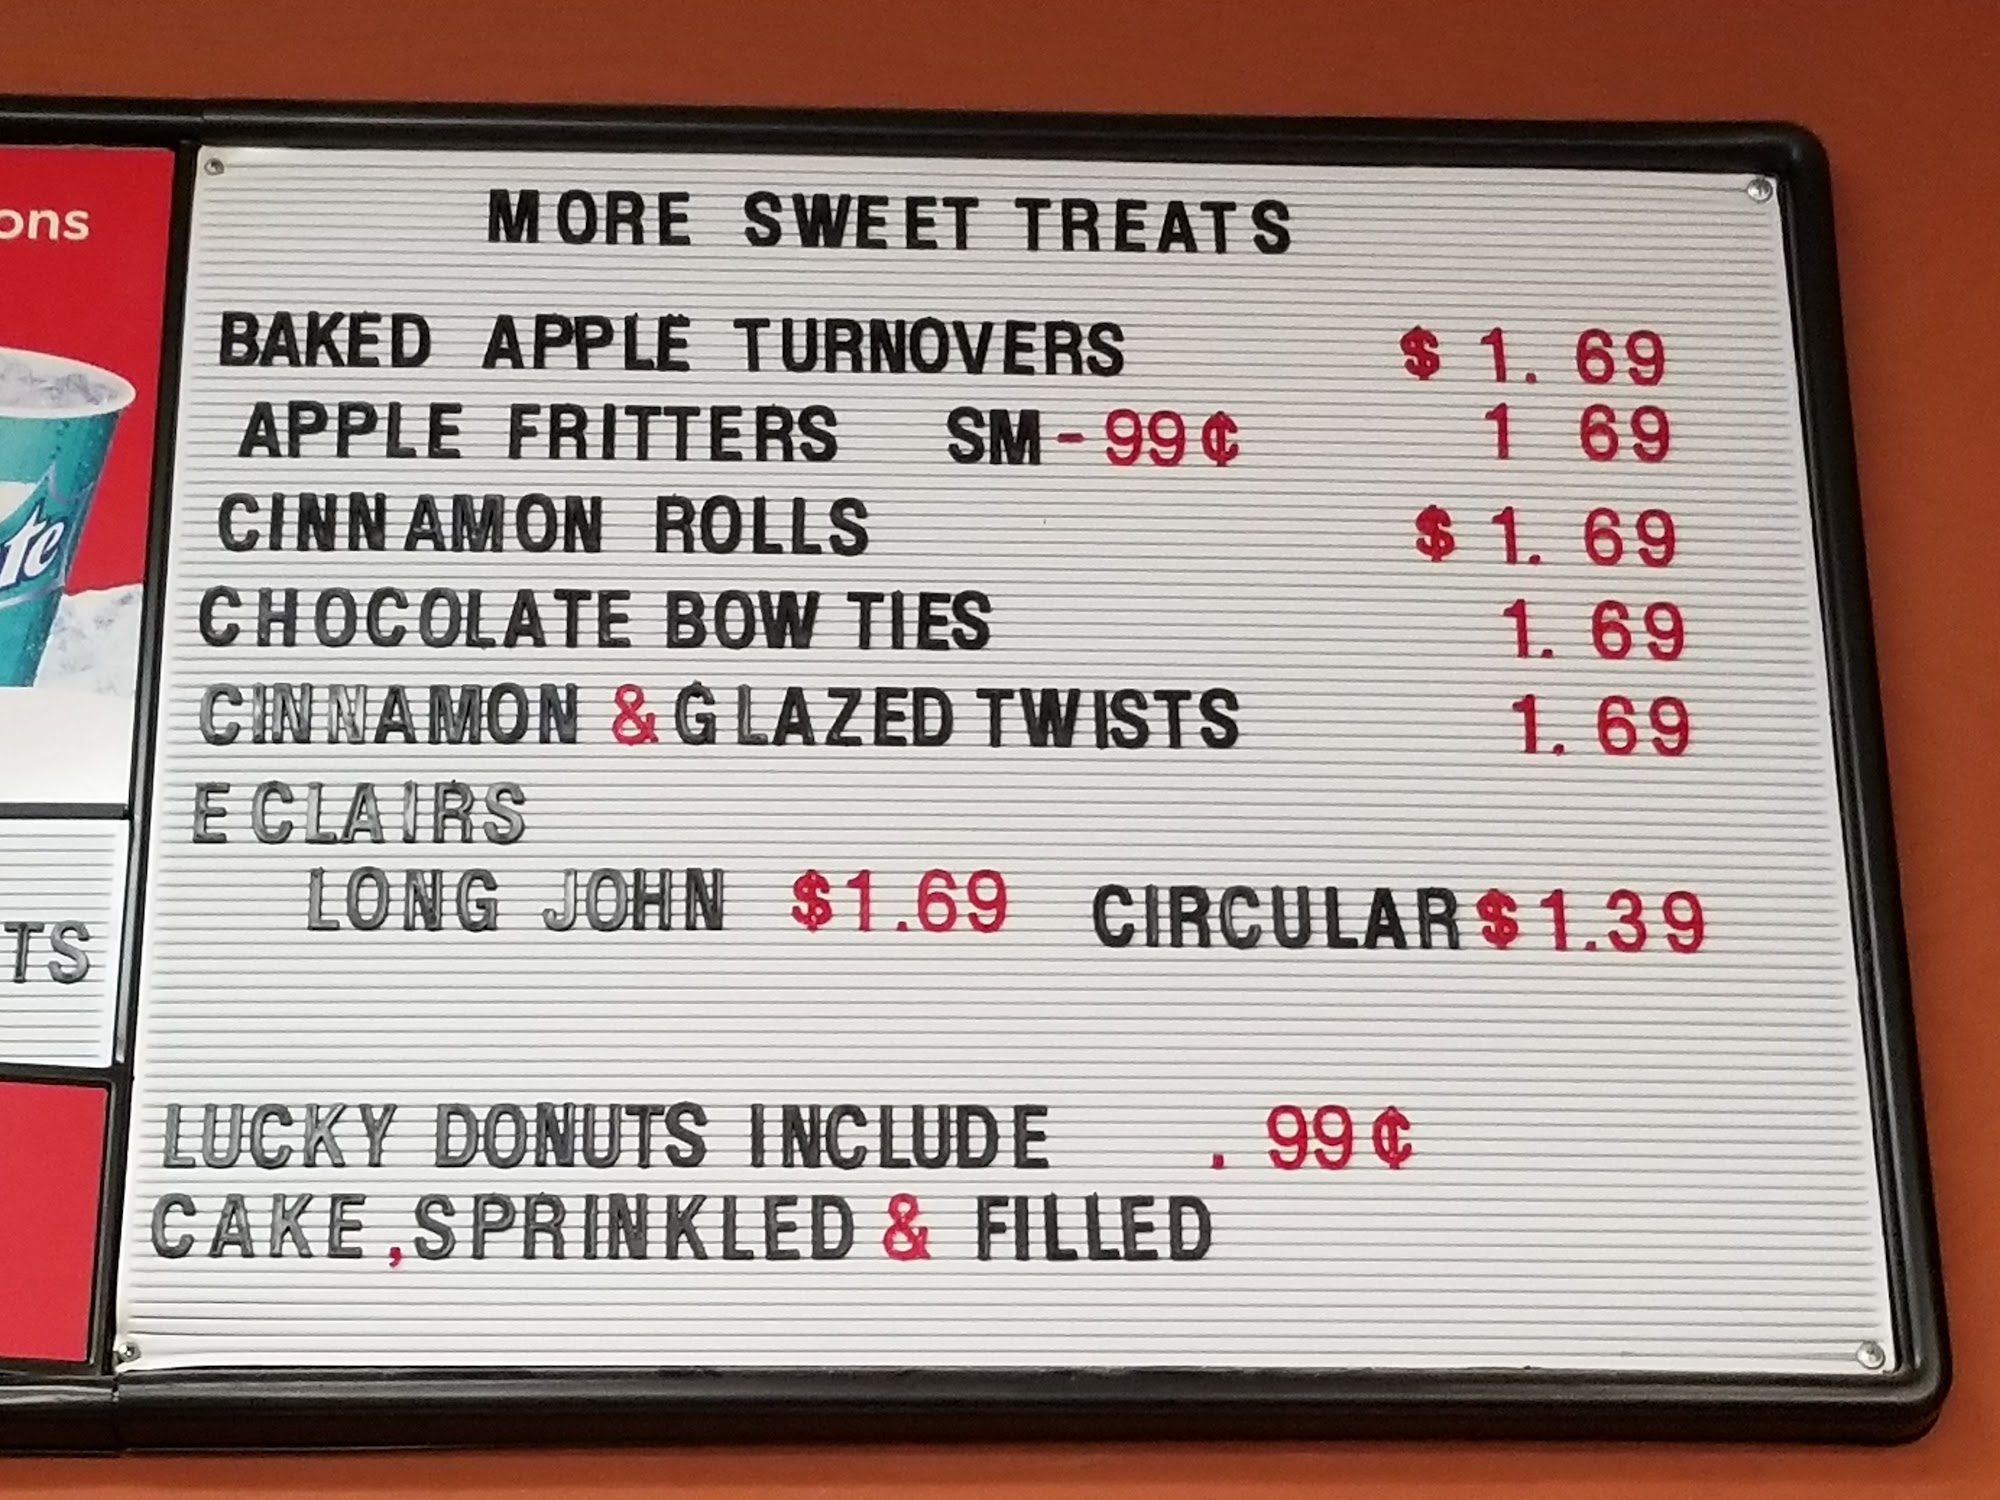 ons
te
TS
MORE SWEET TREATS
BAKED APPLE TURNOVERS $1.69
APPLE FRITTERS SM-99¢ 1 69
CINNAMON ROLLS $1.69
CHOCOLATE BOW TIES 1.69
CINNAMON & GLAZED TWISTS 1.69
ECLAIRS
LONG JOHN $1.69 CIRCULAR $1.39
LUCKY DONUTS INCLUDE .99¢
CAKE, SPRINKLED & FILLED